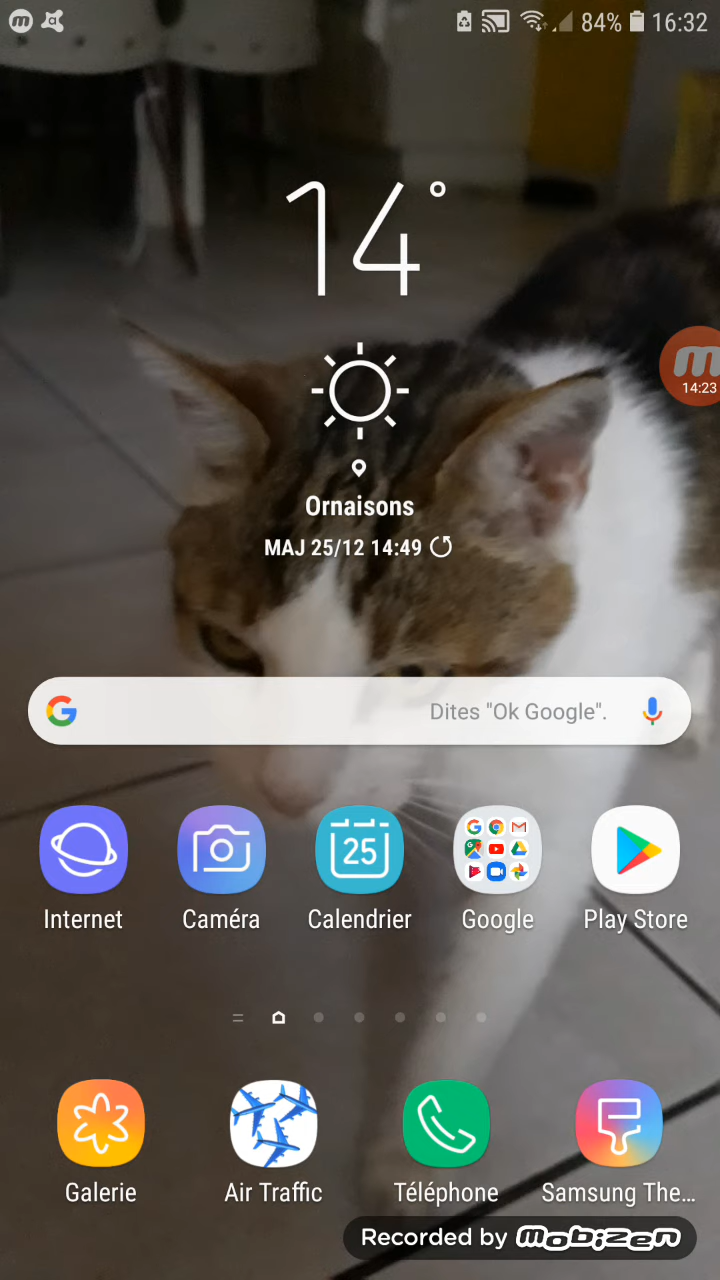 84% 16:32
14°
14:23
Ornaisons
MAJ 25/12 14:49
Dites "Ok Google".
25
Internet Caméra Calendrier Google Play Store
Galerie Air Traffic Téléphone Samsung The...
Recorded by mobizen